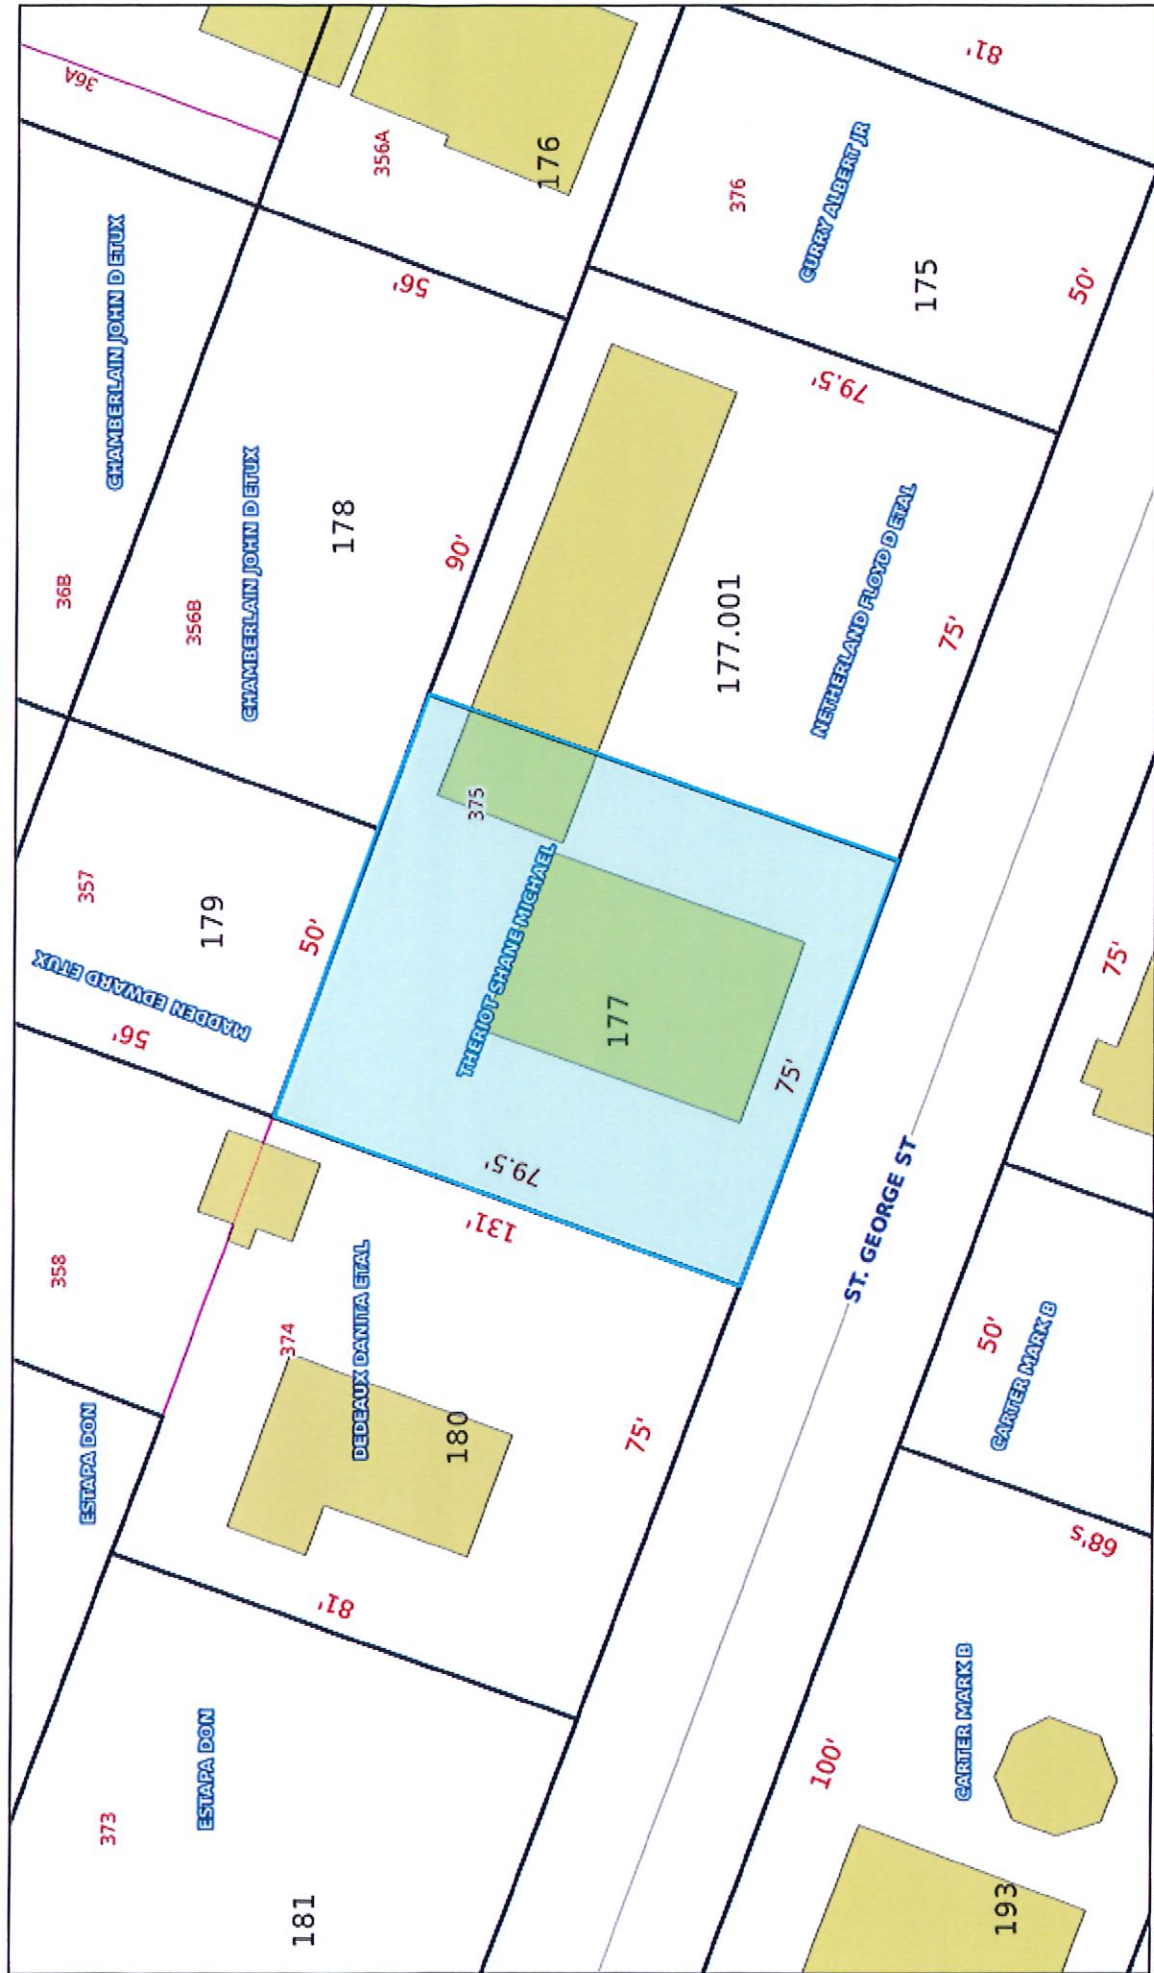 36A
CHAMBERLAIN JOHN D ETUX
36B
356A
176
56'
CHAMBERLAIN JOHN D ETUX
356B
178
90'
81'
376
CURRY ALBERT JR
175
50'
79.5'
177.001
NETHERLAND FLOYD D ETAL
75'
357
179
MADDEN EDWARD ETUX
56'
50'
375
THERIOT SHANE MICHAEL
177
75'
79.5'
131'
358
374
DEDEAUX DANITA ETAL
180
75'
ESTAPA DON
81'
373
ESTAPA DON
181
ST. GEORGE ST
75'
50'
CARTER MARK B
68's
100'
CARTER MARK B
193